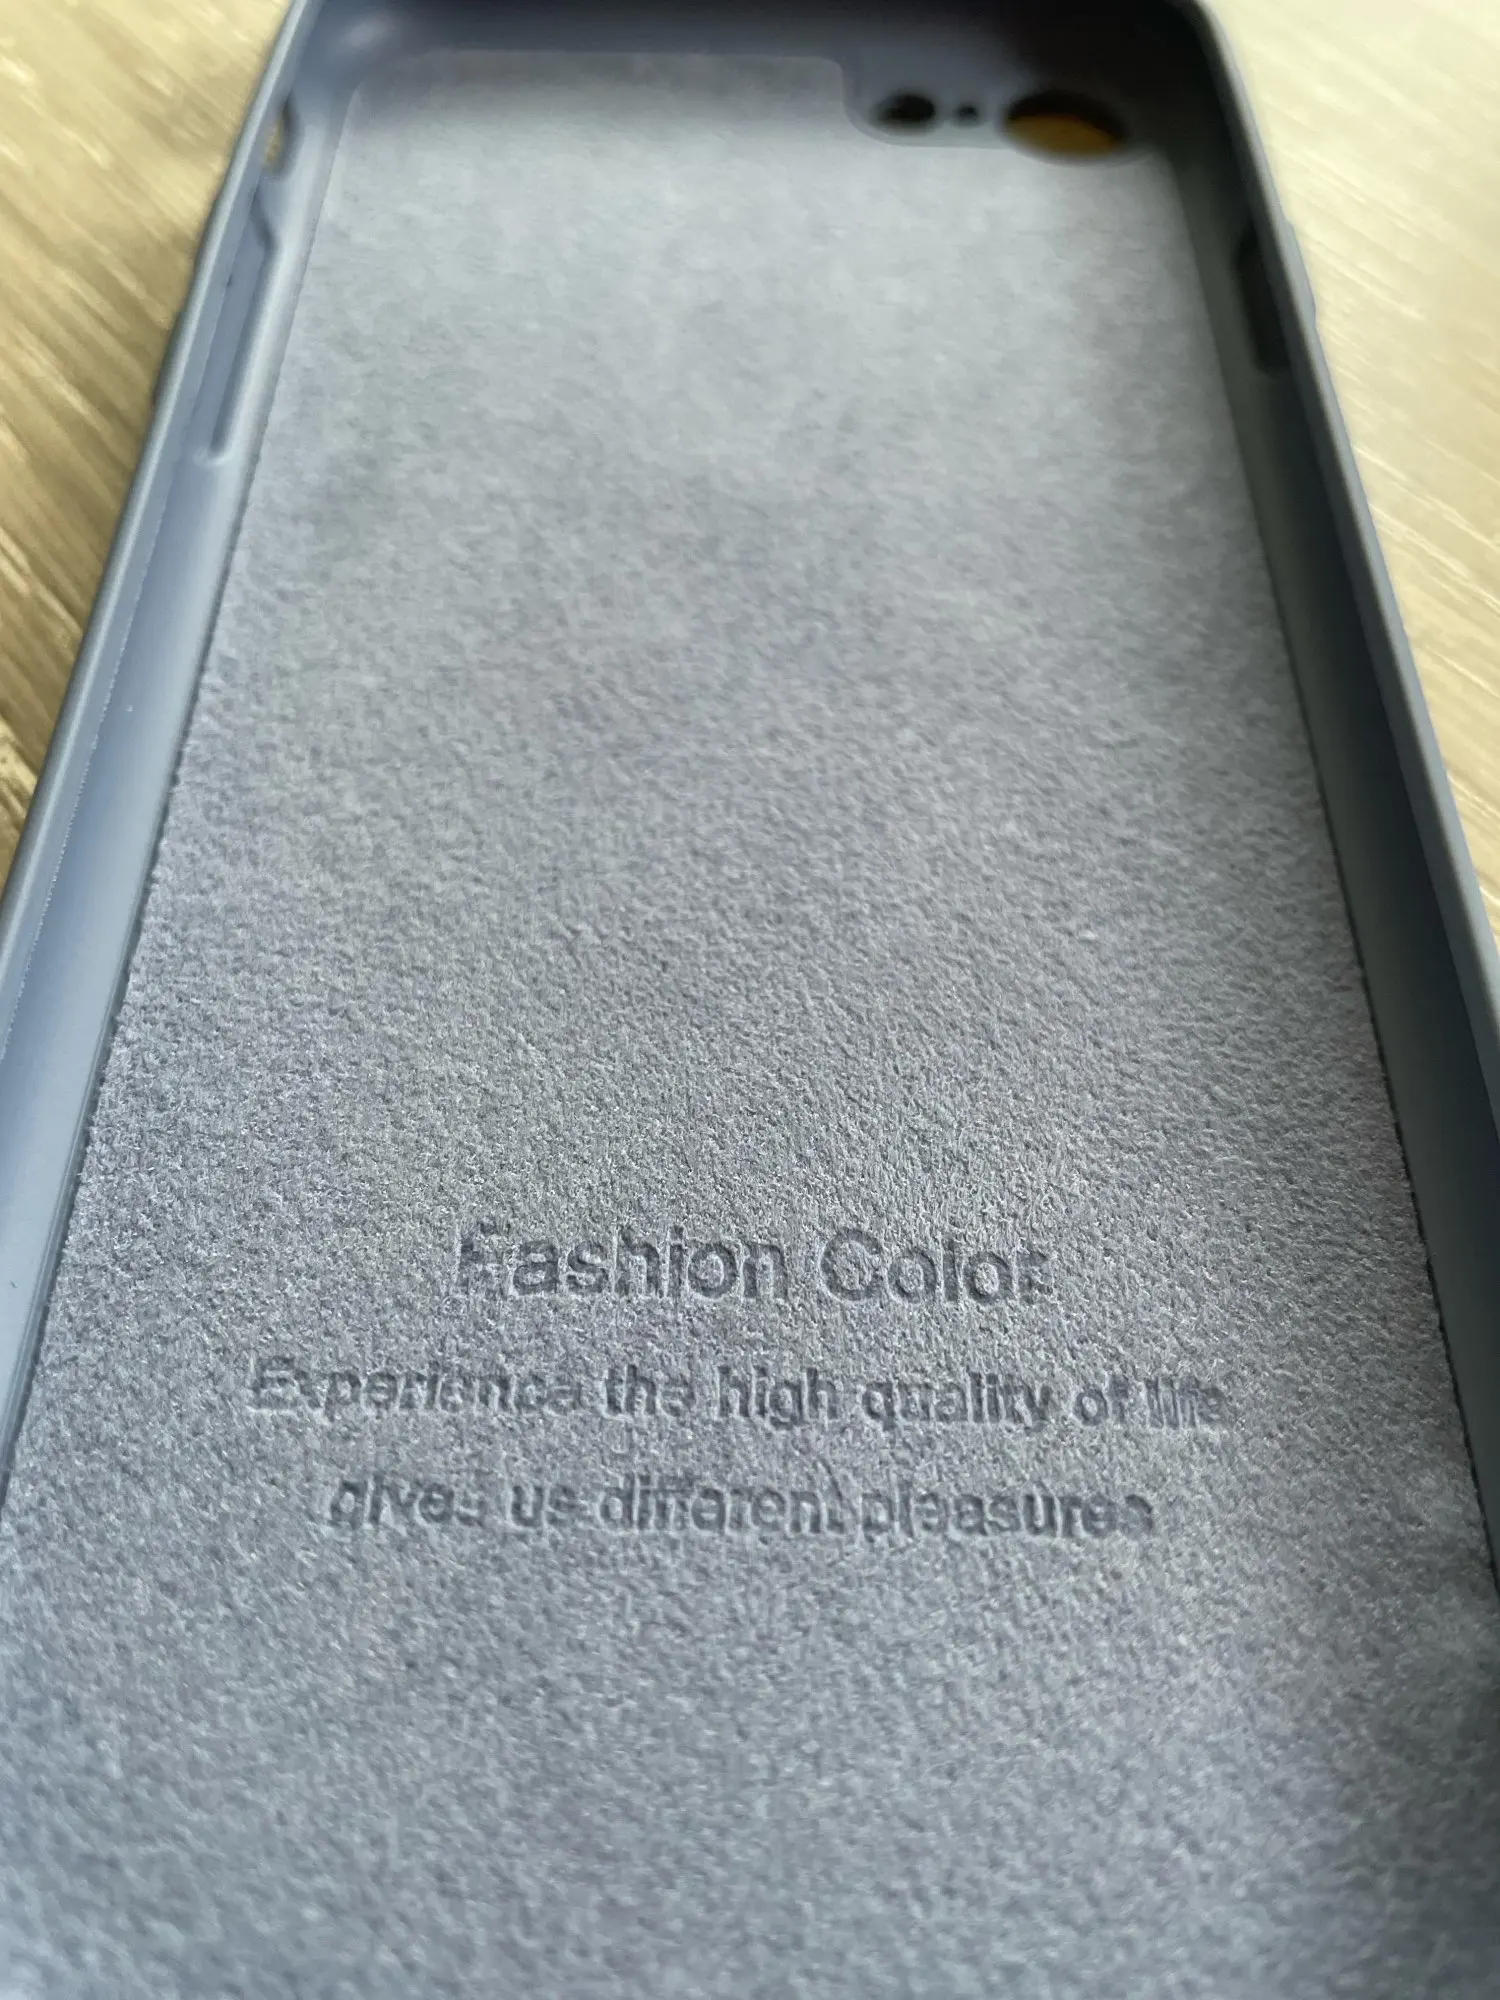 Fashion Color
Experience the high quality of life
gives us different pleasures